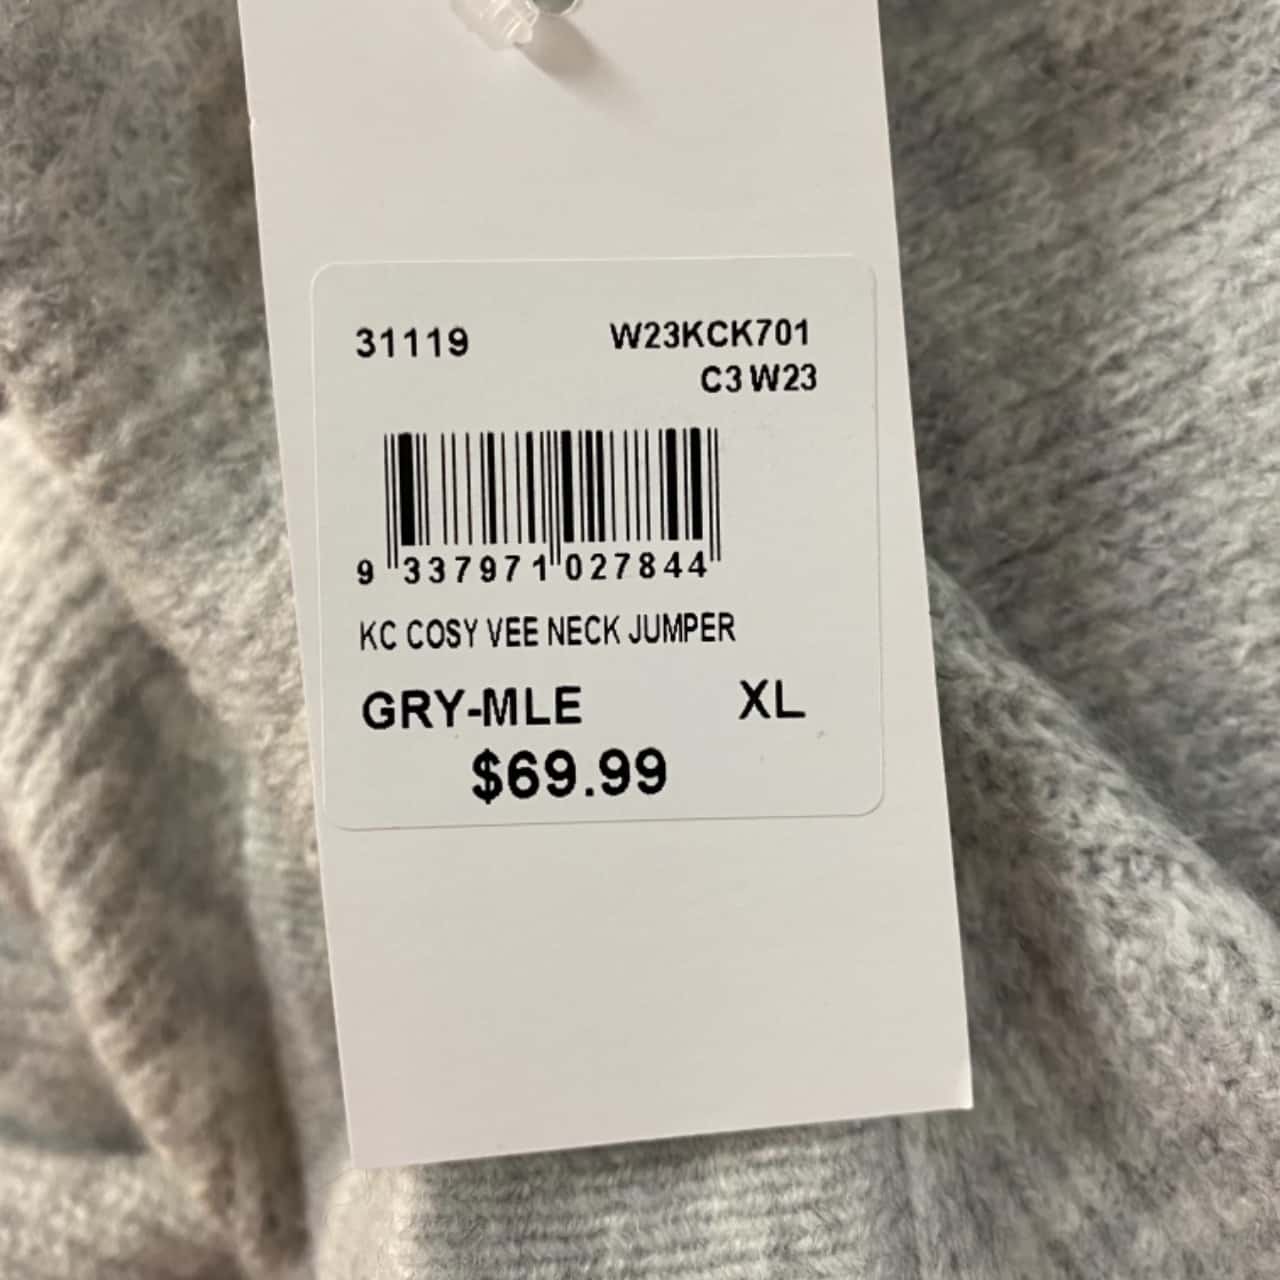 31119
W23KCK701
C3 W23
9 337971 027844
KC COSY VEE NECK JUMPER
GRY-MLE XL
$69.99